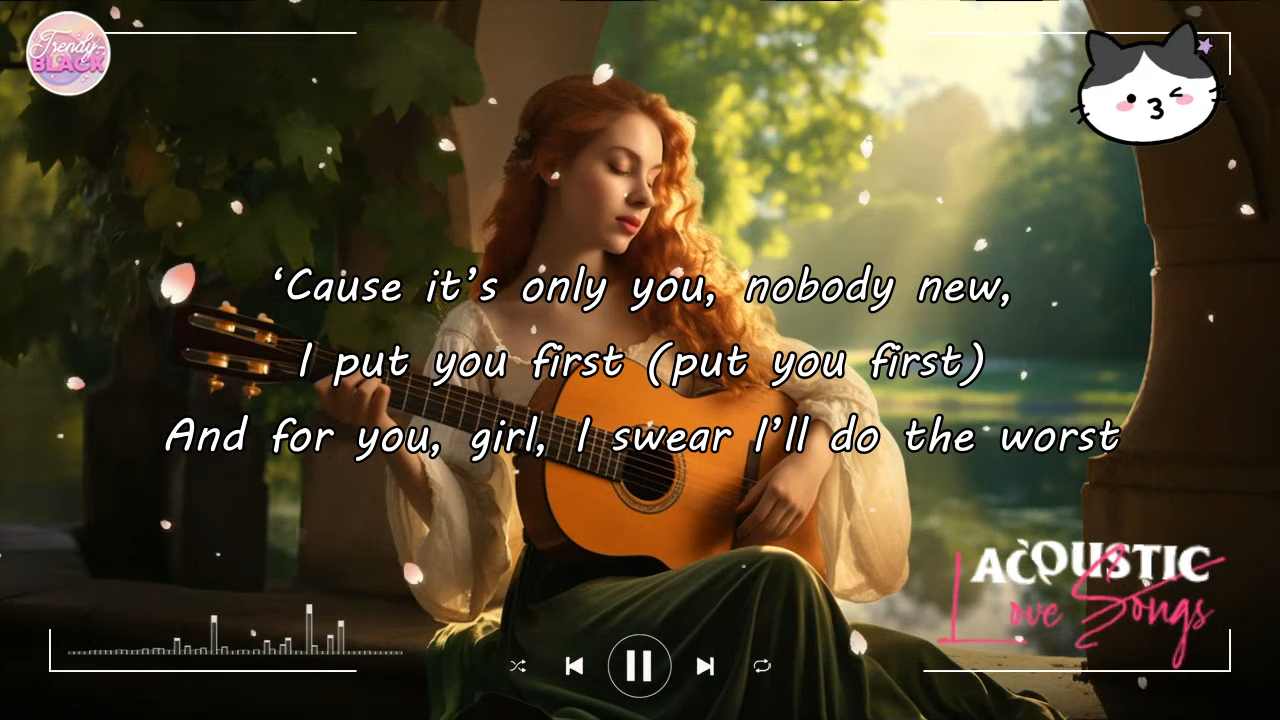 Trendy
BLACK
‘Cause it’s only you, nobody new,
I put you first (put you first)
And for you, girl, I swear I’ll do the worst
ACOUSTIC
Love Songs